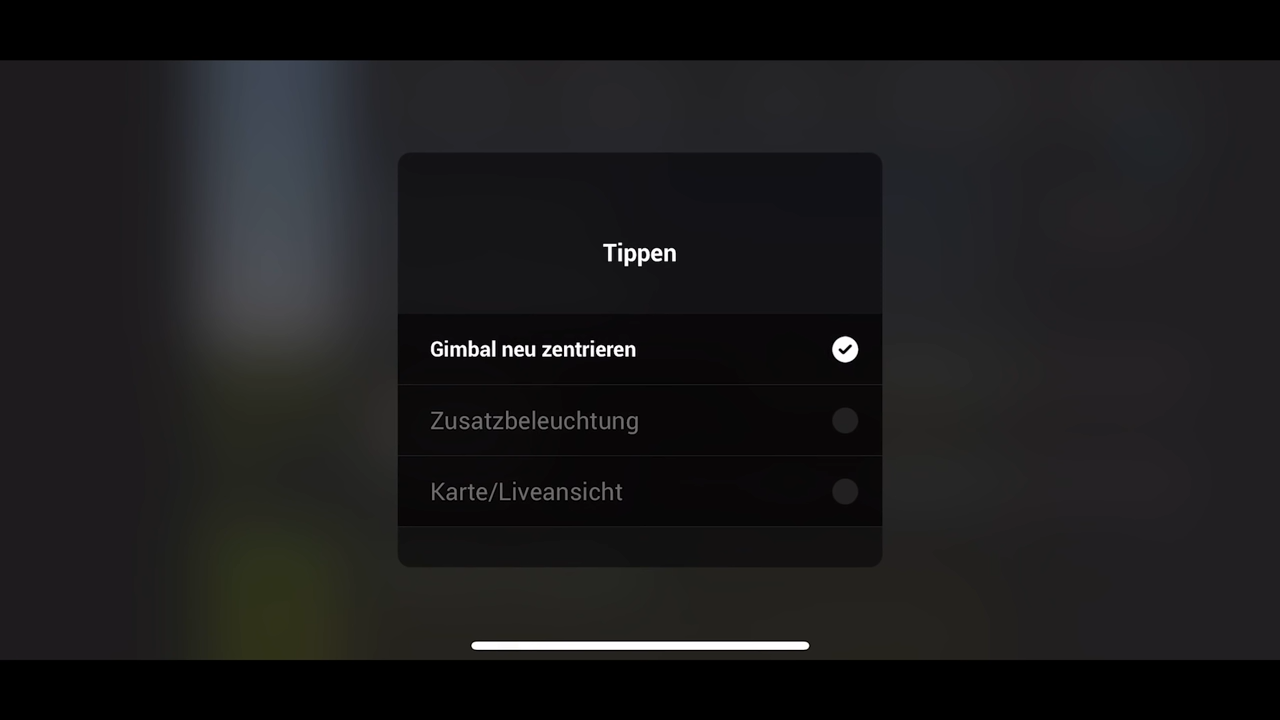 Tippen
Gimbal neu zentrieren
Zusatzbeleuchtung
Karte/Liveansicht